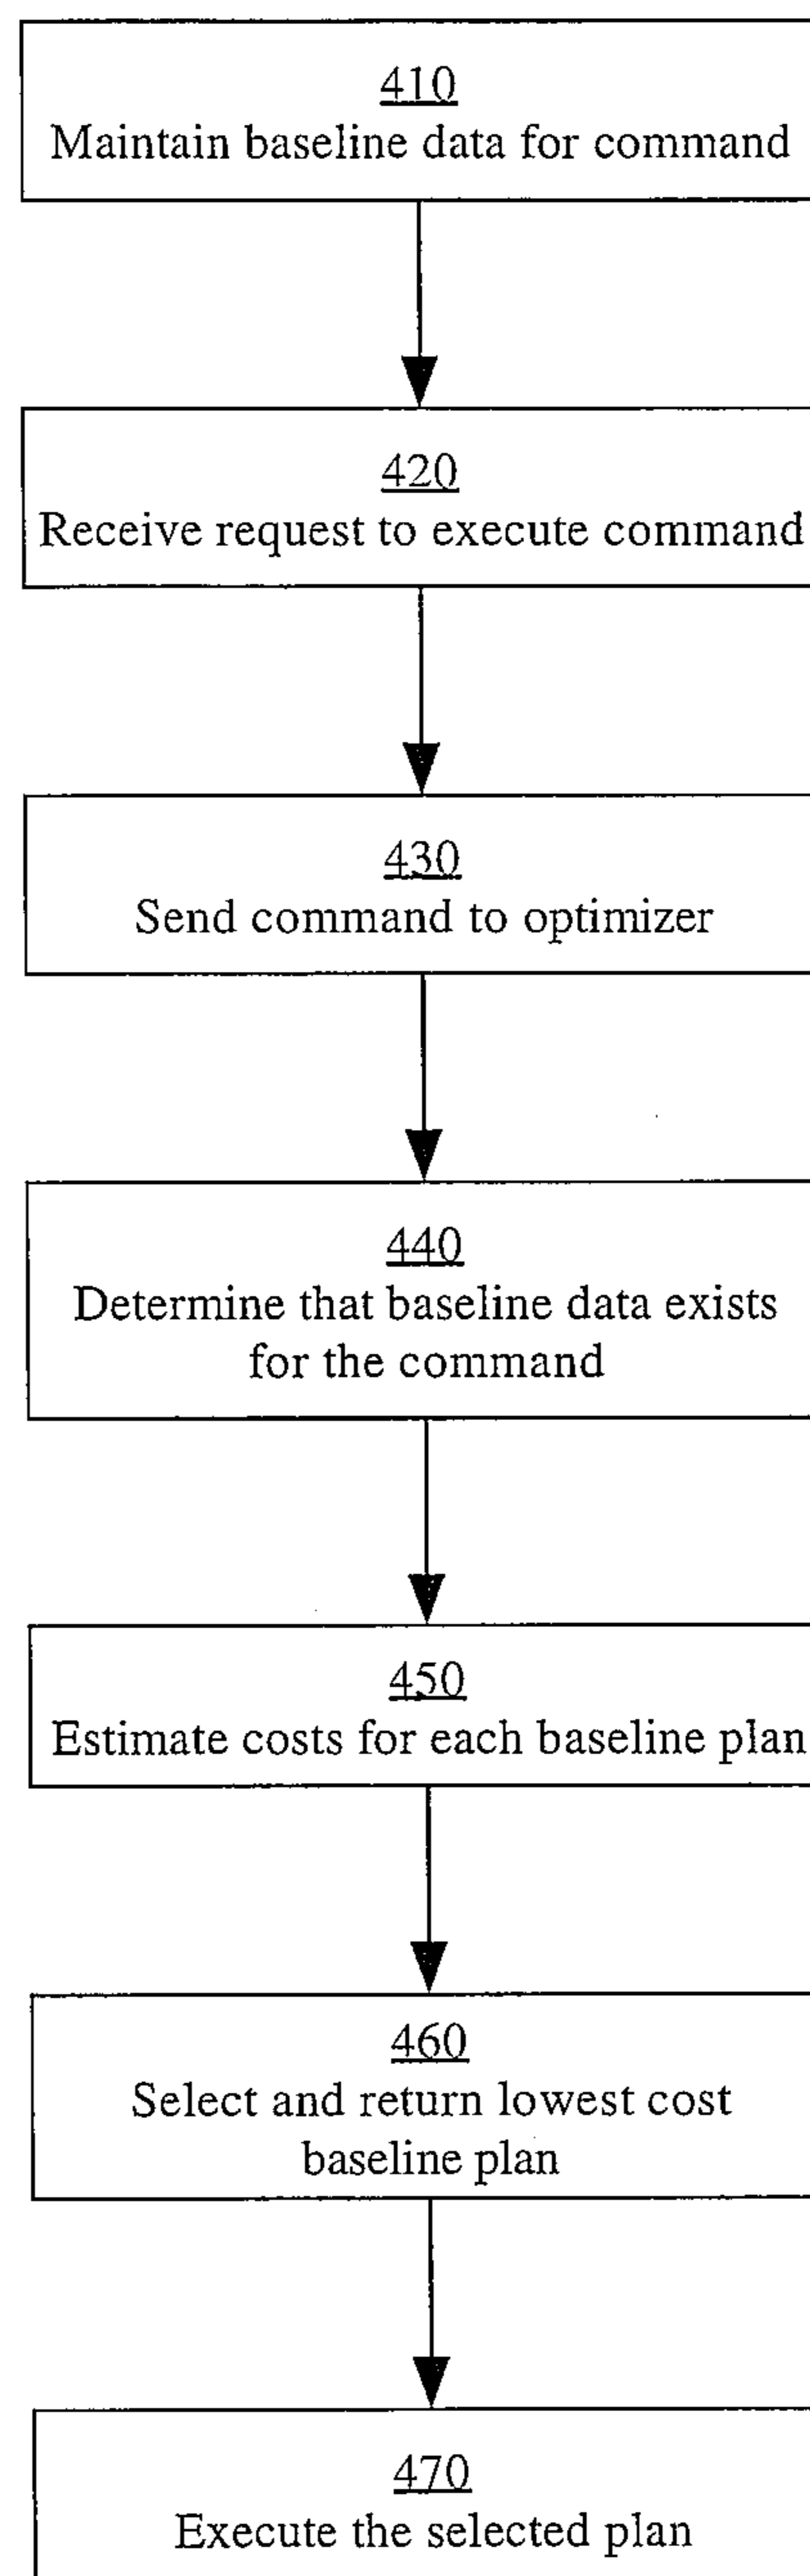 410
Maintain baseline data for command
420
Receive request to execute command
430
Send command to optimizer
440
Determine that baseline data exists
for the command
450
Estimate costs for each baseline plan
460
Select and return lowest cost
baseline plan
470
Execute the selected plan